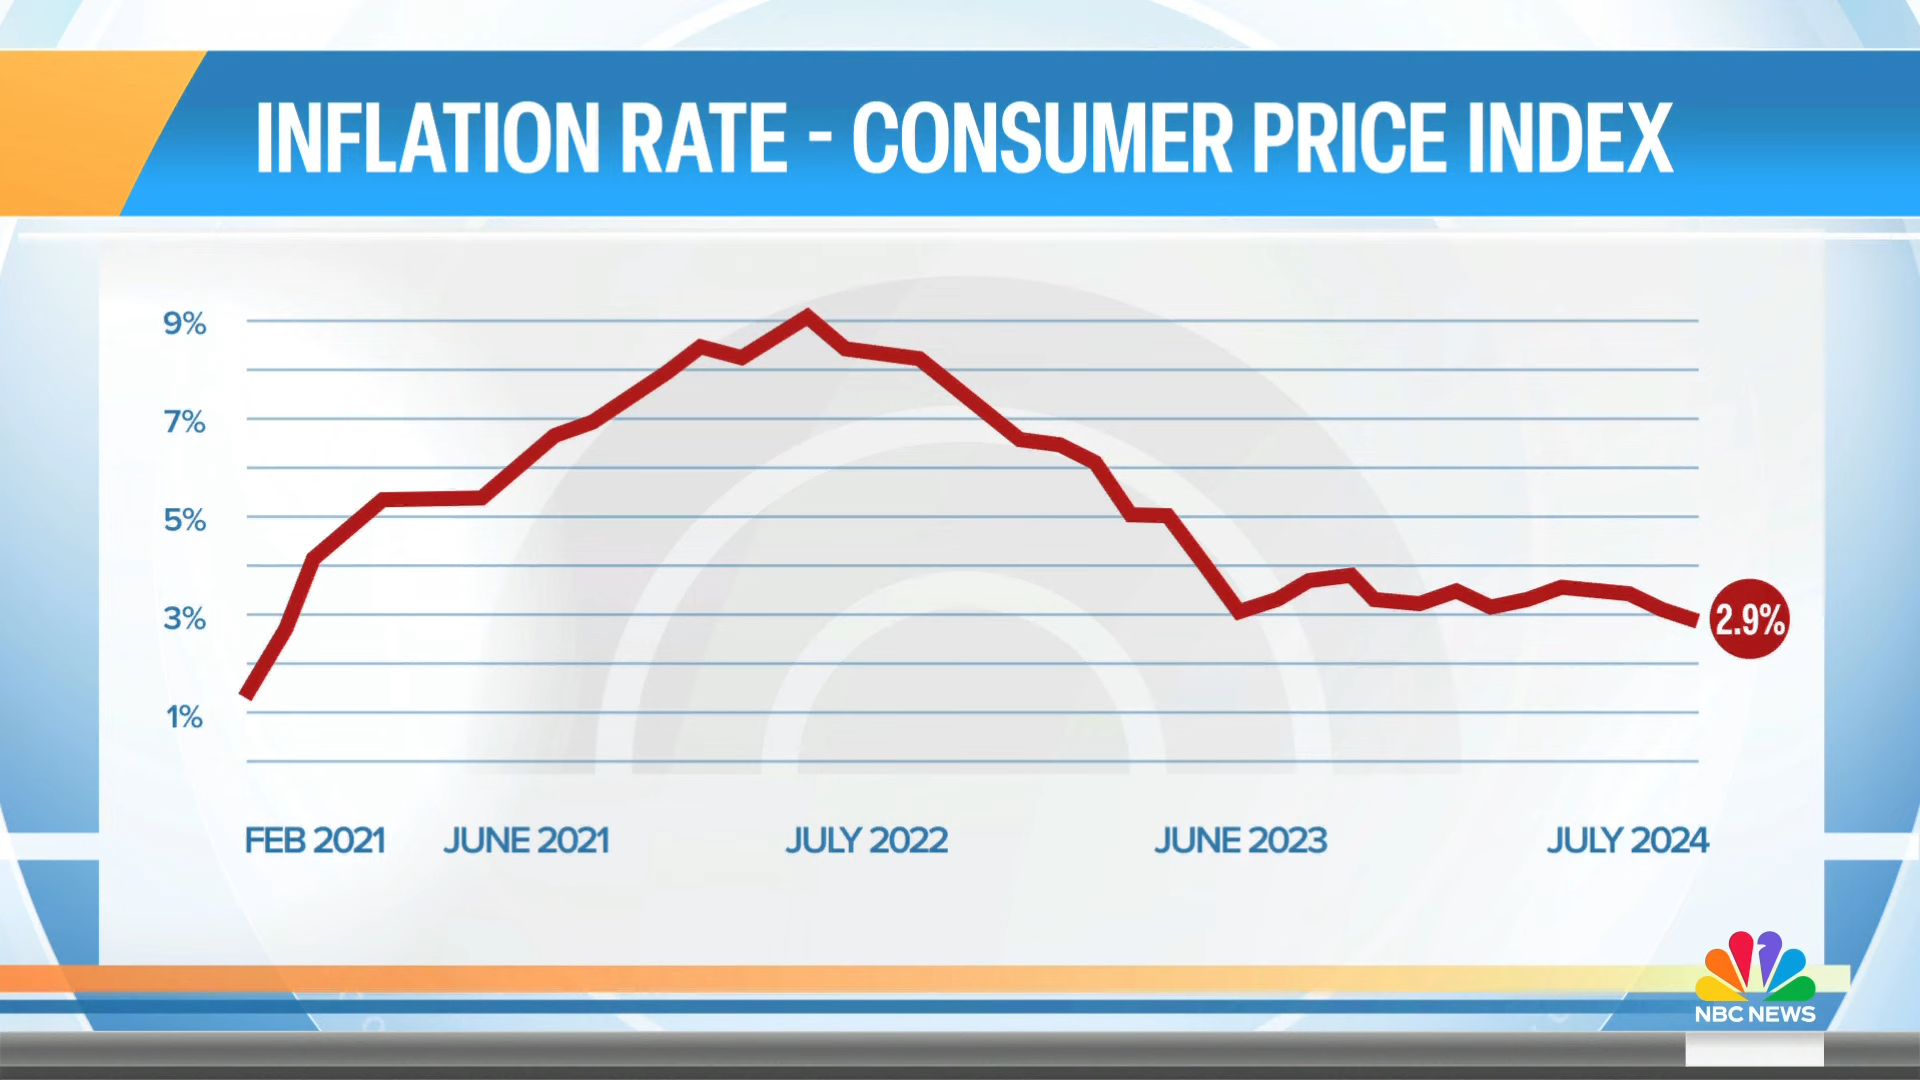 INFLATION RATE - CONSUMER PRICE INDEX
9%
7%
5%
3%
1%
2.9%
FEB 2021 JUNE 2021 JULY 2022 JUNE 2023 JULY 2024
NBC NEWS